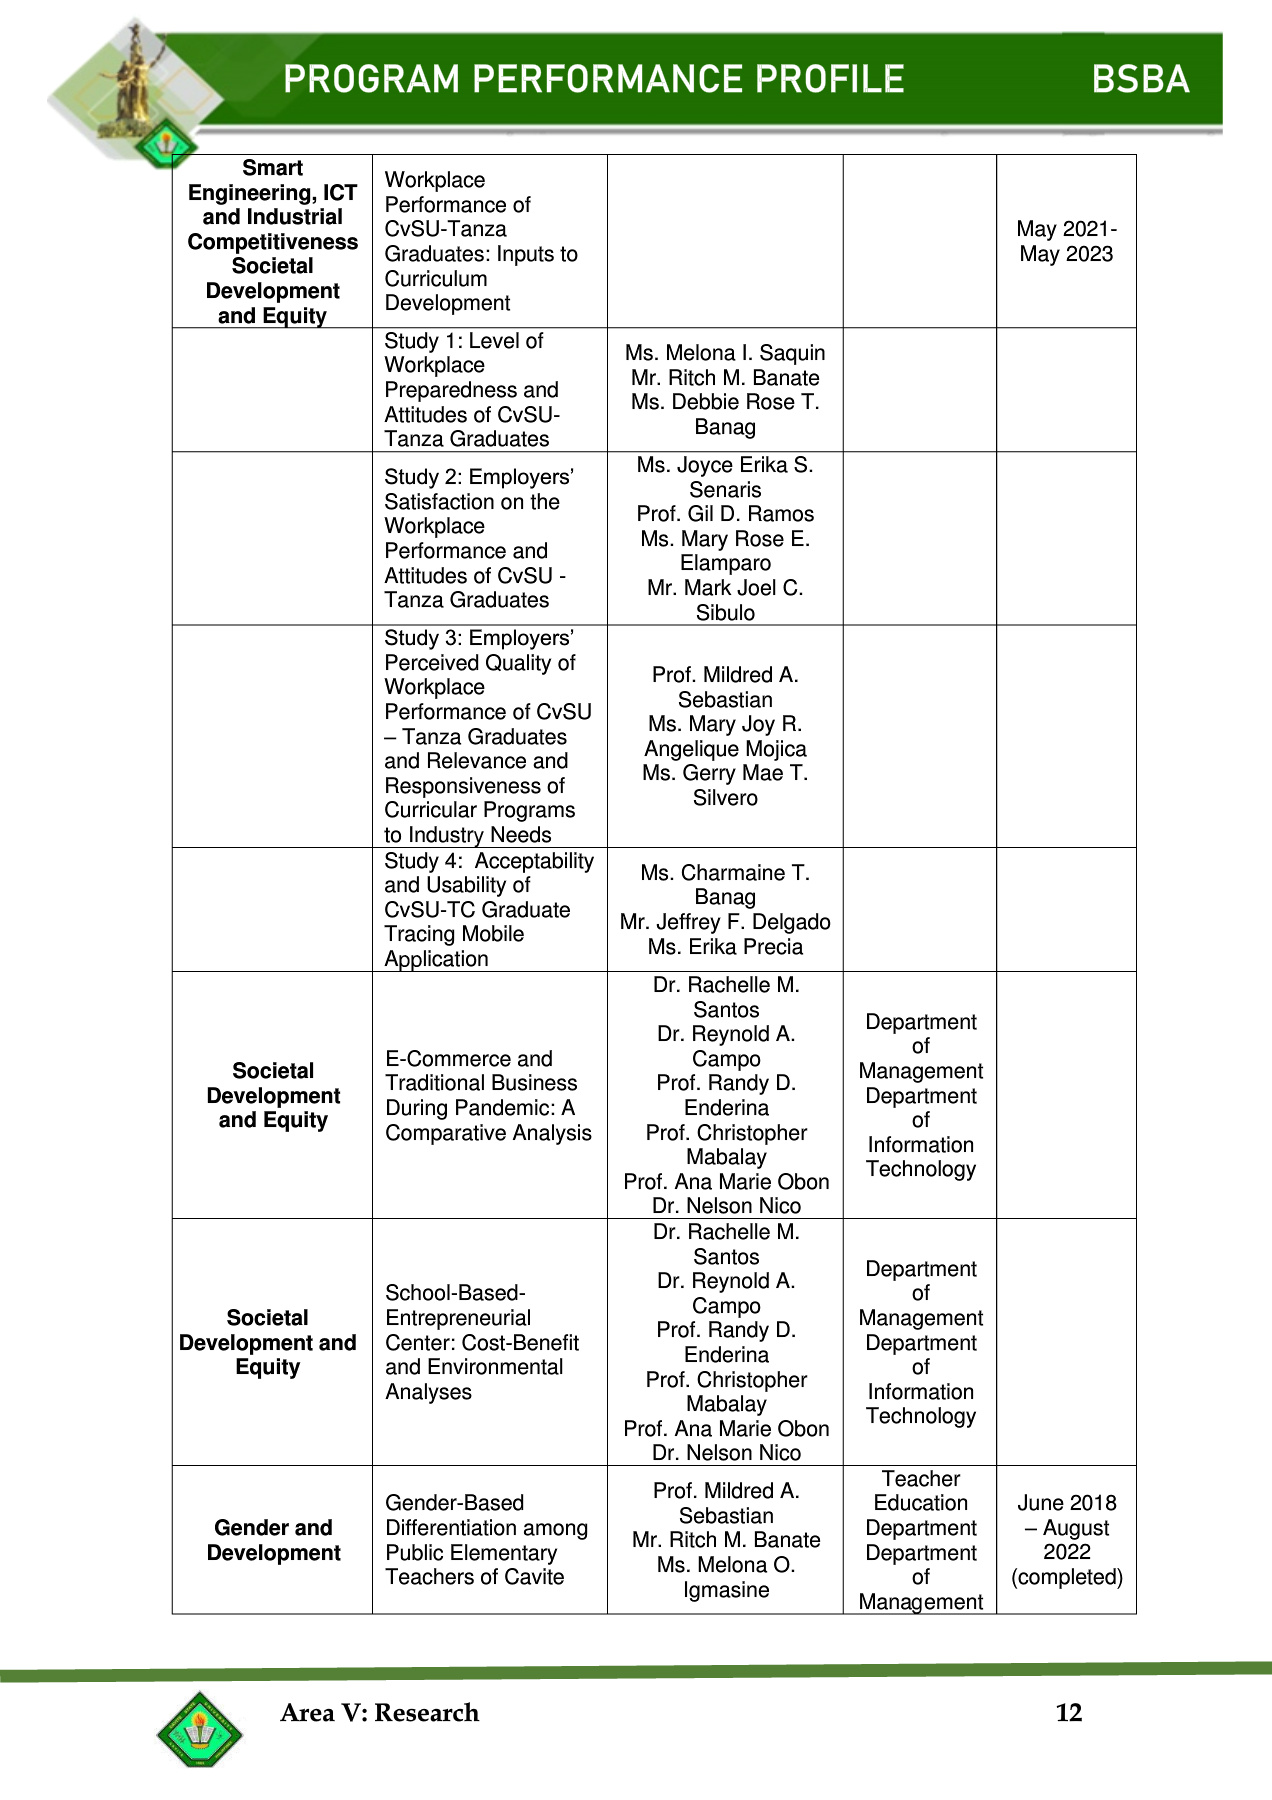 PROGRAM PERFORMANCE PROFILE BSBA
Smart
Engineering, ICT
and Industrial
Competitiveness
Societal
Development
and Equity
Workplace
Performance of
CvSU-Tanza
Graduates: Inputs to
Curriculum
Development
May 2021-
May 2023
Study 1: Level of
Workplace
Preparedness and
Attitudes of CvSU-
Tanza Graduates
Ms. Melona I. Saquin
Mr. Ritch M. Banate
Ms. Debbie Rose T.
Banag
Study 2: Employers’
Satisfaction on the
Workplace
Performance and
Attitudes of CvSU -
Tanza Graduates
Ms. Joyce Erika S.
Senaris
Prof. Gil D. Ramos
Ms. Mary Rose E.
Elamparo
Mr. Mark Joel C.
Sibulo
Study 3: Employers’
Perceived Quality of
Workplace
Performance of CvSU
– Tanza Graduates
and Relevance and
Responsiveness of
Curricular Programs
to Industry Needs
Prof. Mildred A.
Sebastian
Ms. Mary Joy R.
Angelique Mojica
Ms. Gerry Mae T.
Silvero
Study 4:  Acceptability
and Usability of
CvSU-TC Graduate
Tracing Mobile
Application
Ms. Charmaine T.
Banag
Mr. Jeffrey F. Delgado
Ms. Erika Precia
Societal
Development
and Equity
E-Commerce and
Traditional Business
During Pandemic: A
Comparative Analysis
Dr. Rachelle M.
Santos
Dr. Reynold A.
Campo
Prof. Randy D.
Enderina
Prof. Christopher
Mabalay
Prof. Ana Marie Obon
Dr. Nelson Nico
Department
of
Management
Department
of
Information
Technology
Societal
Development and
Equity
School-Based-
Entrepreneurial
Center: Cost-Benefit
and Environmental
Analyses
Dr. Rachelle M.
Santos
Dr. Reynold A.
Campo
Prof. Randy D.
Enderina
Prof. Christopher
Mabalay
Prof. Ana Marie Obon
Dr. Nelson Nico
Department
of
Management
Department
of
Information
Technology
Gender and
Development
Gender-Based
Differentiation among
Public Elementary
Teachers of Cavite
Prof. Mildred A.
Sebastian
Mr. Ritch M. Banate
Ms. Melona O.
Igmasine
Teacher
Education
Department
Department
of
Management
June 2018
– August
2022
(completed)
Area V: Research 12